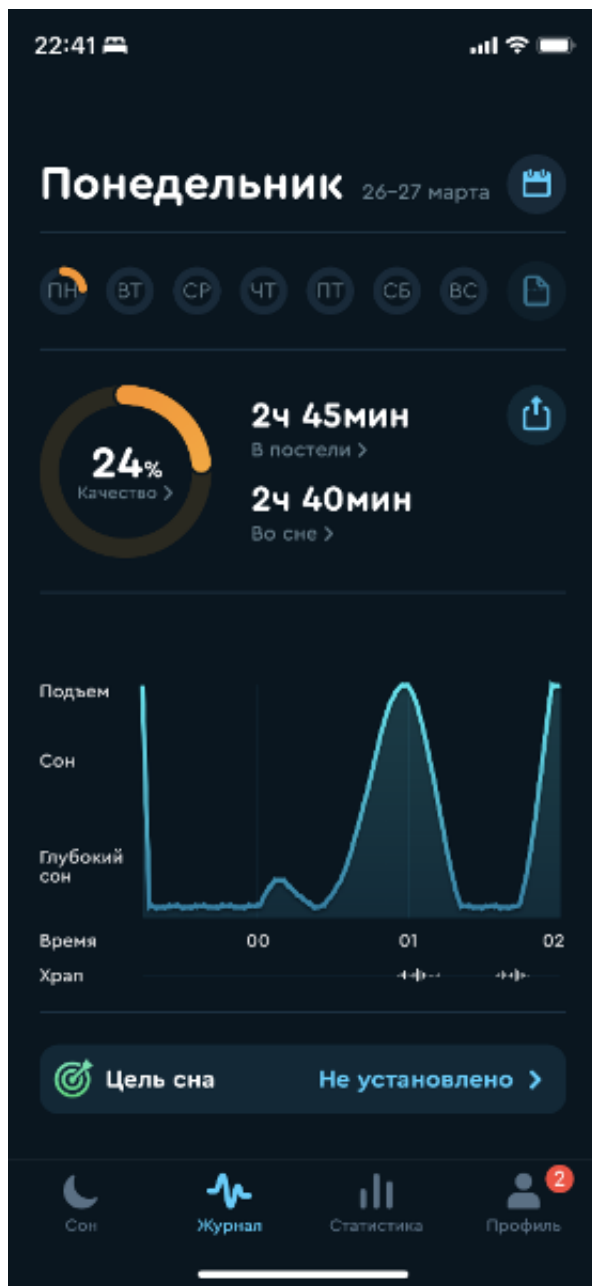 22:41
Понедельник 26–27 марта
ПН ВТ СР ЧТ ПТ СБ ВС
24%
Качество >
2ч 45мин
В постели >
2ч 40мин
Во сне >
Подъем
Сон
Глубокий
сон
Время 00 01 02
Храп
Цель сна Не установлено >
2
Сон Журнал Статистика Профиль